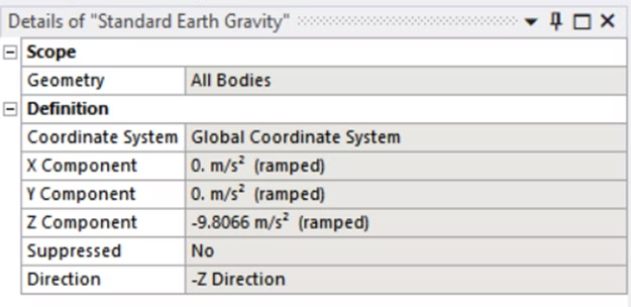 Details of "Standard Earth Gravity"
Scope
Geometry All Bodies
Definition
Coordinate System Global Coordinate System
X Component 0. m/s² (ramped)
Y Component 0. m/s² (ramped)
Z Component -9.8066 m/s² (ramped)
Suppressed No
Direction -Z Direction